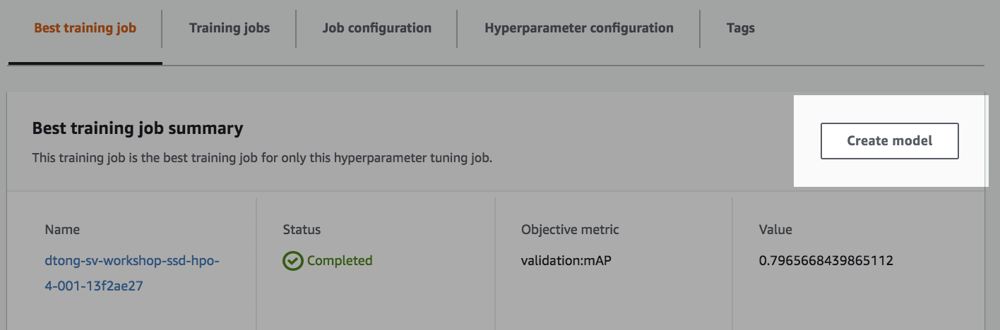 Best training job
Training jobs
Job configuration
Hyperparameter configuration
Tags
Best training job summary
This training job is the best training job for only this hyperparameter tuning job.
Create model
Name
dtong-sv-workshop-ssd-hpo-
4-001-13f2ae27
Status
Completed
Objective metric
validation:mAP
Value
0.7965668439865112